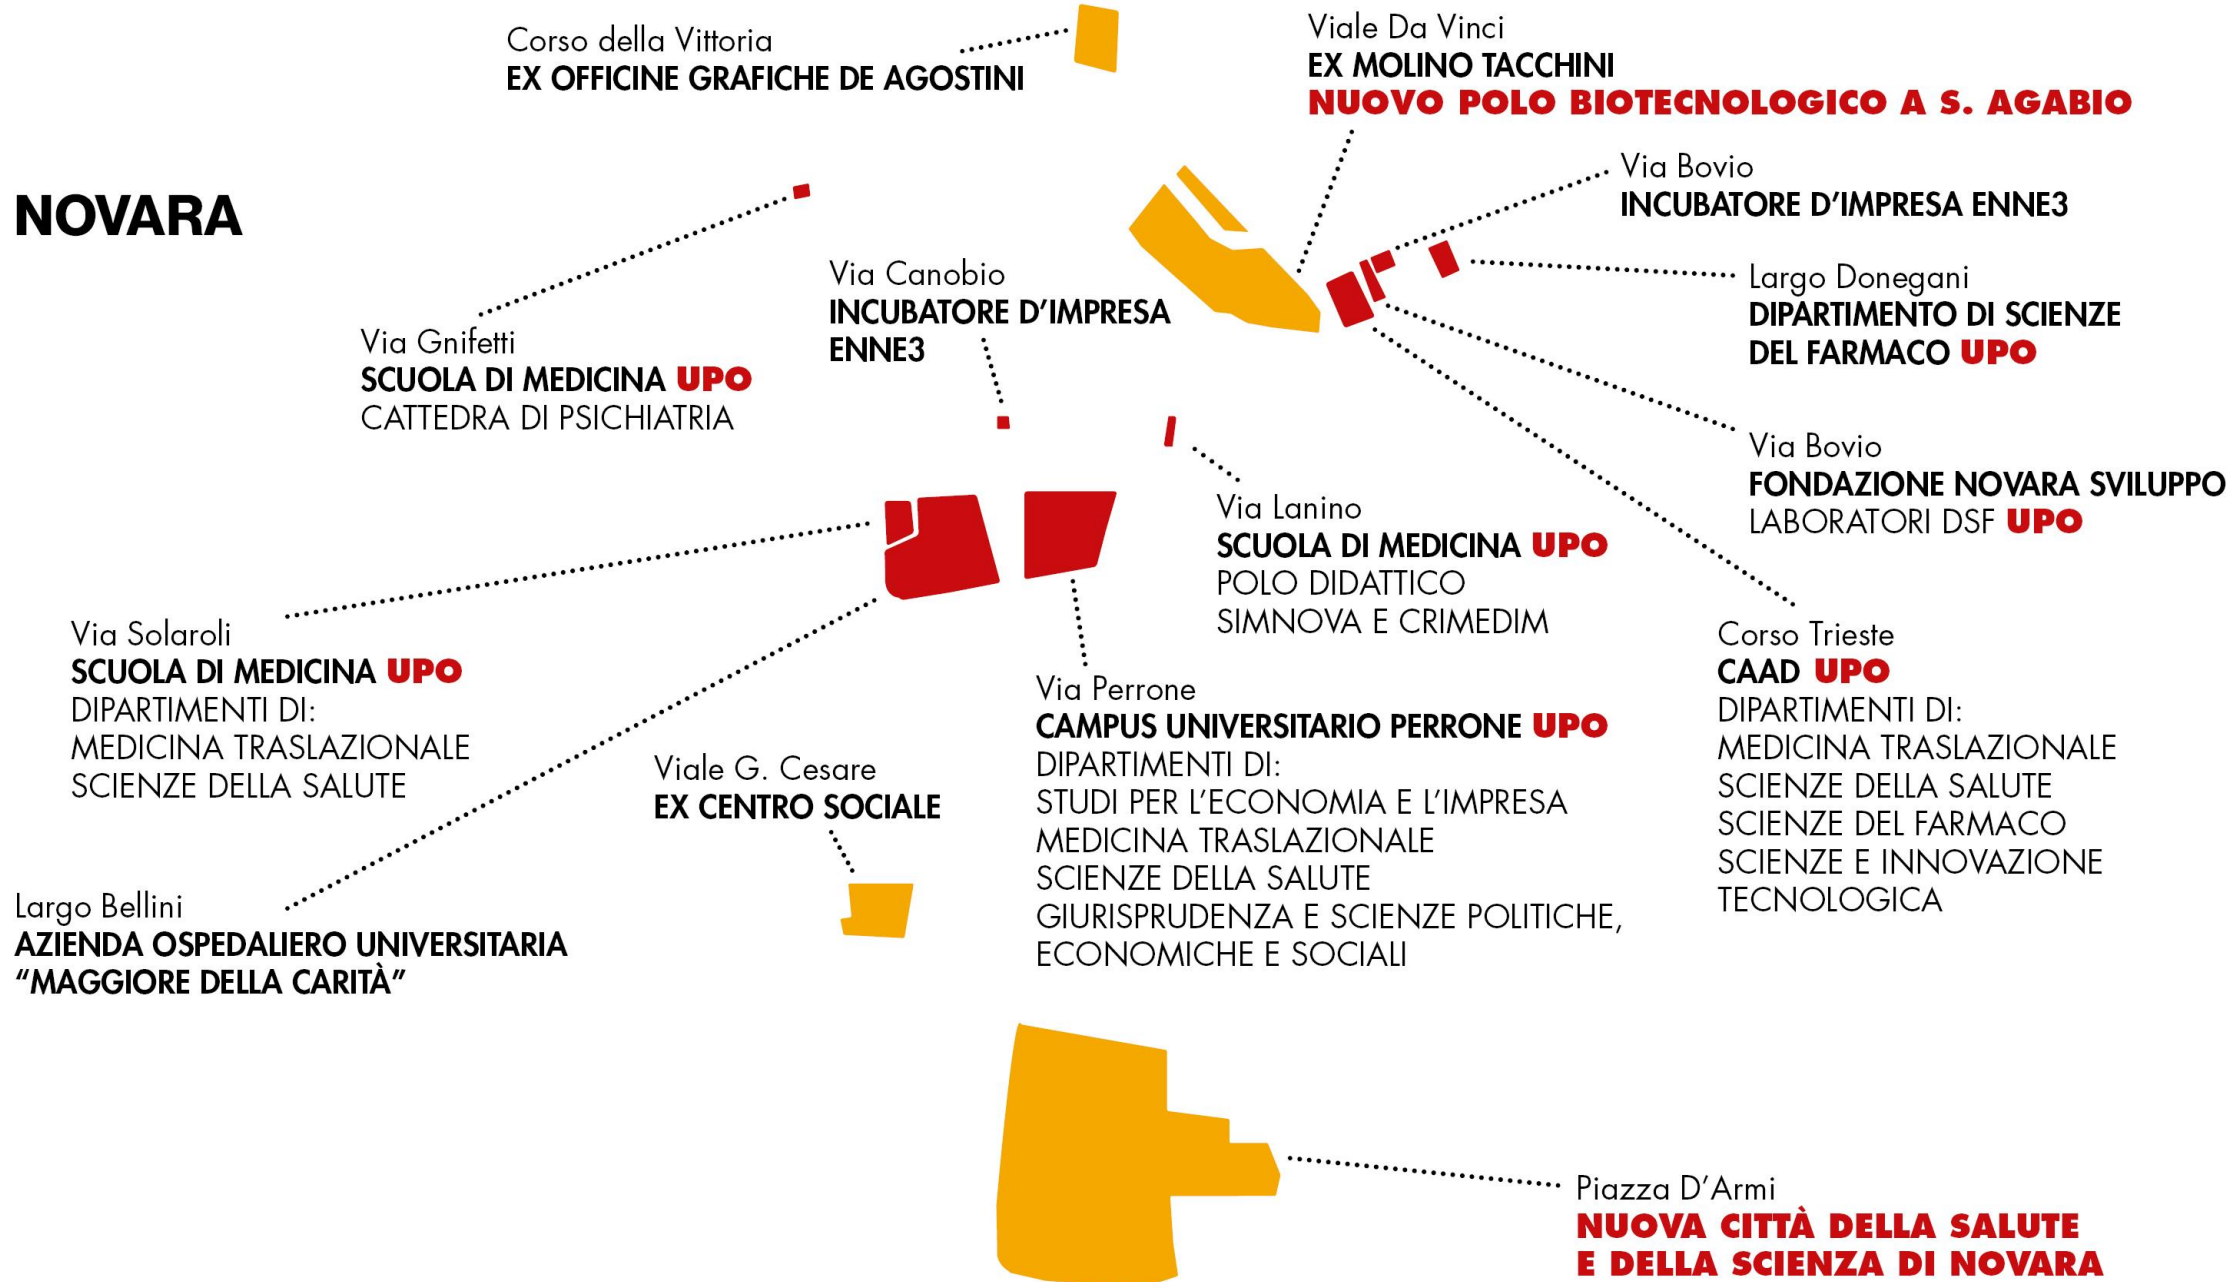 Corso della Vittoria
EX OFFICINE GRAFICHE DE AGOSTINI
Viale Da Vinci
EX MOLINO TACCHINI
NUOVO POLO BIOTECNOLOGICO A S. AGABIO
Via Bovio
INCUBATORE D'IMPRESA ENNE3
NOVARA
Via Canobio
INCUBATORE D'IMPRESA
ENNE3
Largo Donegani
DIPARTIMENTO DI SCIENZE
DEL FARMACO UPO
Via Gnifetti
SCUOLA DI MEDICINA UPO
CATTEDRA DI PSICHIATRIA
Via Bovio
FONDAZIONE NOVARA SVILUPPO
LABORATORI DSF UPO
Via Lanino
SCUOLA DI MEDICINA UPO
POLO DIDATTICO
SIMNOVA E CRIMEDIM
Via Solaroli
SCUOLA DI MEDICINA UPO
DIPARTIMENTI DI:
MEDICINA TRASLAZIONALE
SCIENZE DELLA SALUTE
Corso Trieste
CAAD UPO
DIPARTIMENTI DI:
MEDICINA TRASLAZIONALE
SCIENZE DELLA SALUTE
SCIENZE DEL FARMACO
SCIENZE E INNOVAZIONE
TECNOLOGICA
Via Perrone
CAMPUS UNIVERSITARIO PERRONE UPO
DIPARTIMENTI DI:
STUDI PER L'ECONOMIA E L'IMPRESA
MEDICINA TRASLAZIONALE
SCIENZE DELLA SALUTE
GIURISPRUDENZA E SCIENZE POLITICHE,
ECONOMICHE E SOCIALI
Viale G. Cesare
EX CENTRO SOCIALE
Largo Bellini
AZIENDA OSPEDALIERO UNIVERSITARIA
“MAGGIORE DELLA CARITÀ”
Piazza D'Armi
NUOVA CITTÀ DELLA SALUTE
E DELLA SCIENZA DI NOVARA